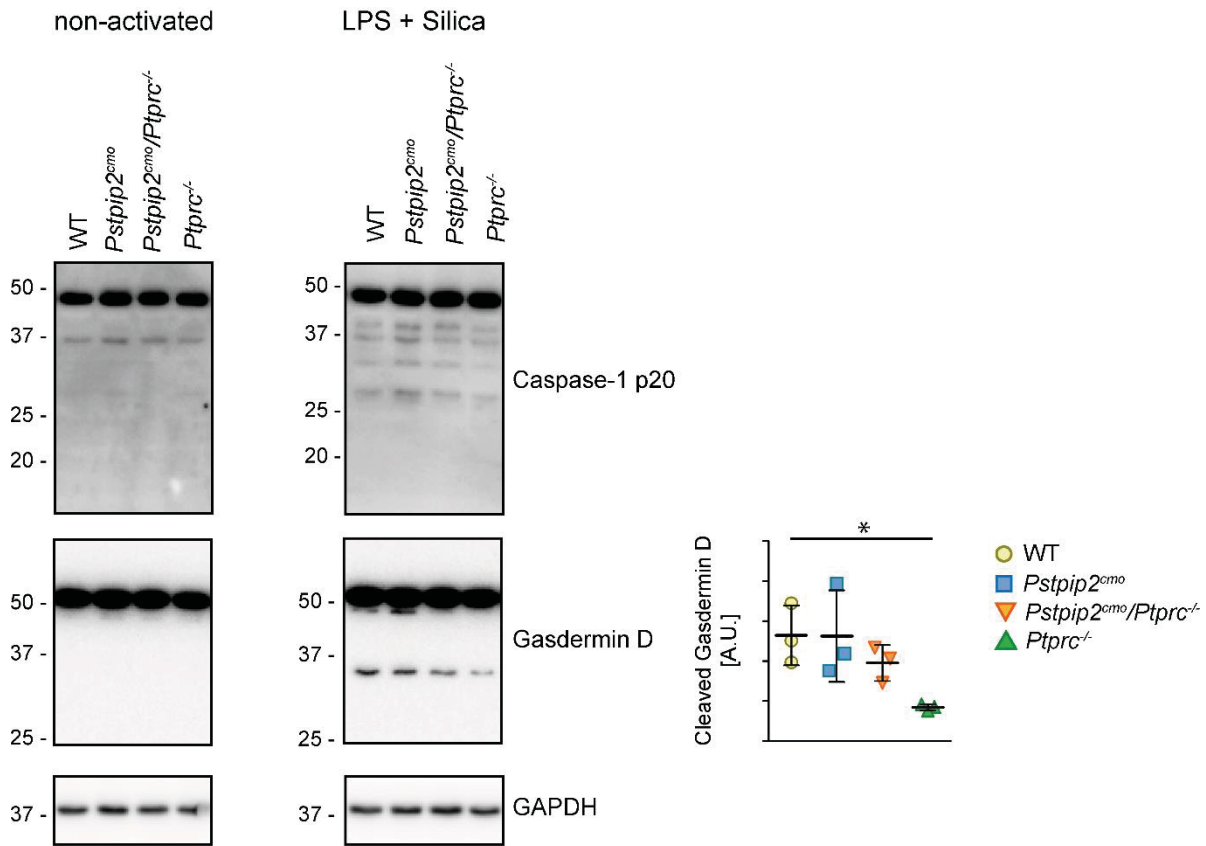 non-activated
LPS + Silica
WT
Pstpip2cmo
Pstpip2cmo/Ptprc-/-
Ptprc-/-
WT
Pstpip2cmo
Pstpip2cmo/Ptprc-/-
Ptprc-/-
50 -
37 -
25 -
20 -
50 -
37 -
25 -
20 -
Caspase-1 p20
50 -
37 -
25 -
50 -
37 -
25 -
Gasdermin D
37 -
37 -
GAPDH
Cleaved Gasdermin D
[A.U.]
*
WT
Pstpip2cmo
Pstpip2cmo/Ptprc-/-
Ptprc-/-